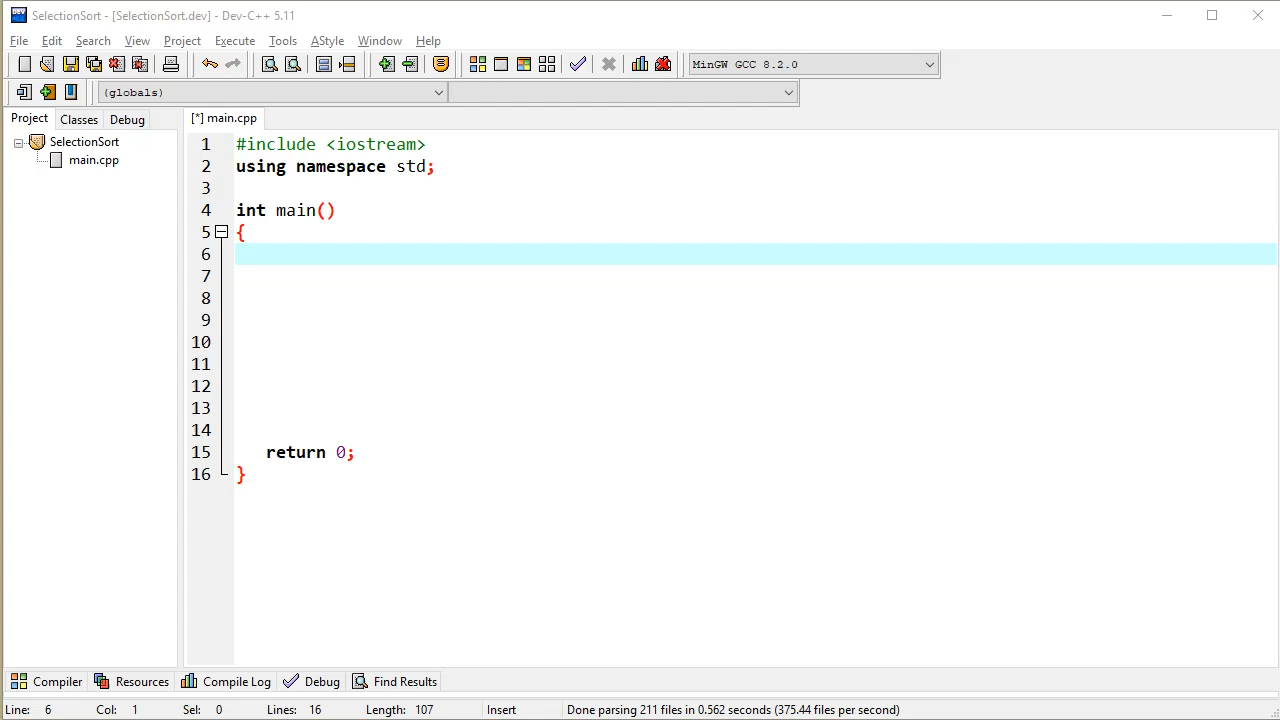 SelectionSort - [SelectionSort.dev] - Dev-C++ 5.11
File Edit Search View Project Execute Tools AStyle Window Help
MinGW GCC 8.2.0
(globals)
Project Classes Debug
[*] main.cpp
SelectionSort
main.cpp
1 #include <iostream>
2 using namespace std;
3
4 int main()
5 {
6
7
8
9
10
11
12
13
14
15 return 0;
16 }
Compiler Resources Compile Log Debug Find Results
Line: 6 Col: 1 Sel: 0 Lines: 16 Length: 107 Insert Done parsing 211 files in 0.562 seconds (375.44 files per second)